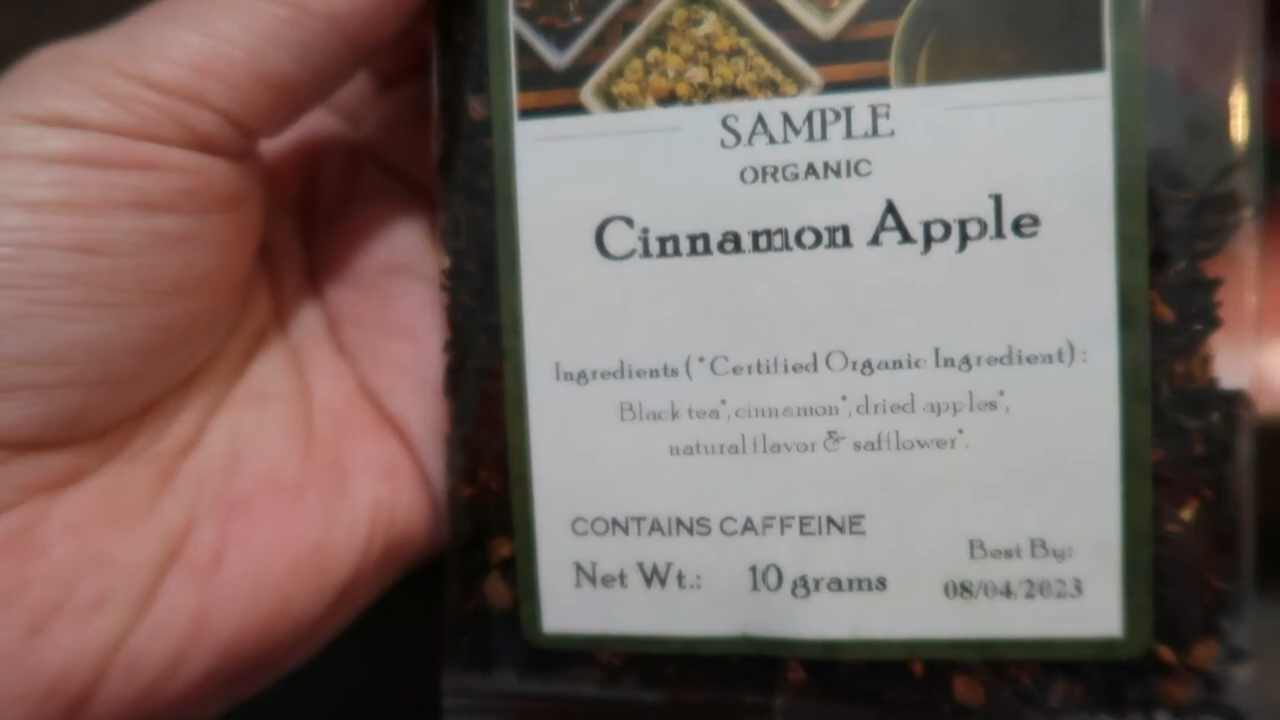 SAMPLE
ORGANIC
Cinnamon Apple
Ingredients (*Certified Organic Ingredient):
Black tea*, cinnamon*, dried apples*,
natural flavor & safflower*.
CONTAINS CAFFEINE
Net Wt.: 10 grams
Best By:
08/04/2023